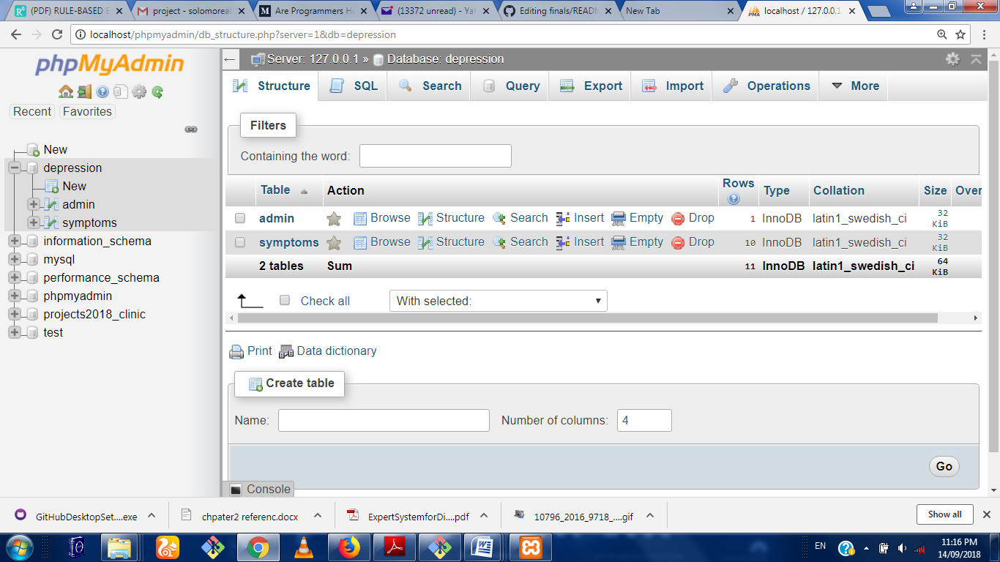 (PDF) RULE-BASED E
project - solomoreal
Are Programmers He
(13372 unread) - Yah
Editing finals/READM
New Tab
localhost / 127.0.0.1
localhost/phpmyadmin/db_structure.php?server=1&db=depression
phpMyAdmin
Recent Favorites
New
depression
New
admin
symptoms
information_schema
mysql
performance_schema
phpmyadmin
projects2018_clinic
test
Server: 127.0.0.1 » Database: depression
Structure SQL Search Query Export Import Operations More
Filters
Containing the word:
Table Action Rows Type Collation Size Over
admin Browse Structure Search Insert Empty Drop 1 InnoDB latin1_swedish_ci 32 KiB
symptoms Browse Structure Search Insert Empty Drop 10 InnoDB latin1_swedish_ci 32 KiB
2 tables Sum 11 InnoDB latin1_swedish_ci 64 KiB
Check all With selected:
Print Data dictionary
Create table
Name: Number of columns: 4
Go
Console
GitHubDesktopSet....exe chpater2 referenc.docx ExpertSystemforDi....pdf 10796_2016_9718_....gif Show all
EN 11:16 PM
14/09/2018